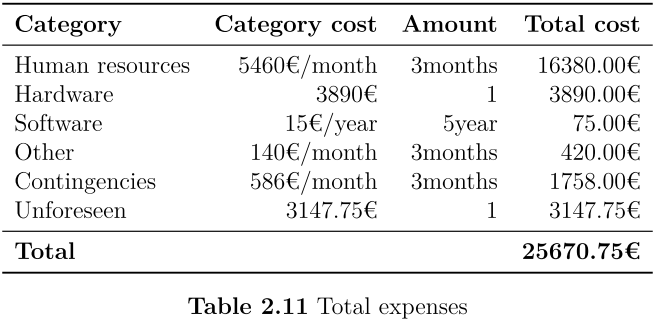 Category Category cost Amount Total cost
Human resources 5460€/month 3months 16380.00€
Hardware 3890€ 1 3890.00€
Software 15€/year 5year 75.00€
Other 140€/month 3months 420.00€
Contingencies 586€/month 3months 1758.00€
Unforeseen 3147.75€ 1 3147.75€
Total 25670.75€
Table 2.11 Total expenses